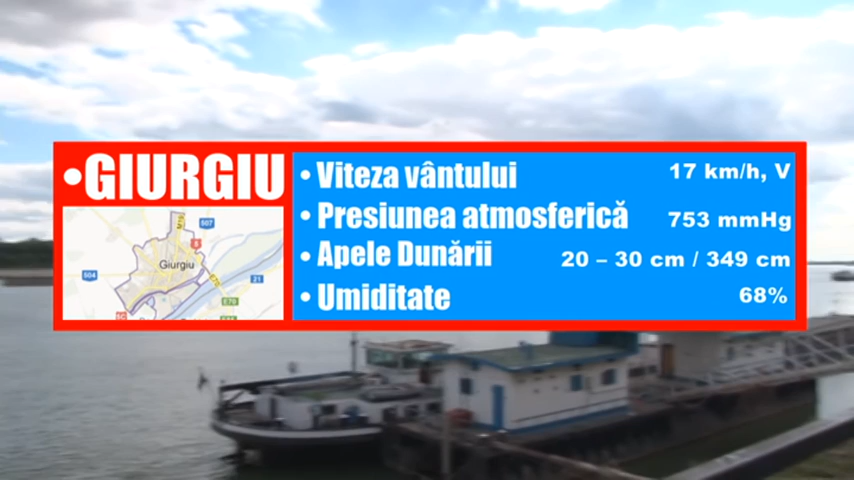 •GIURGIU
• Viteza vântului 17 km/h, V
• Presiunea atmosferică 753 mmHg
• Apele Dunării 20 – 30 cm / 349 cm
• Umiditate 68%
507
504
Giurgiu
21
E70